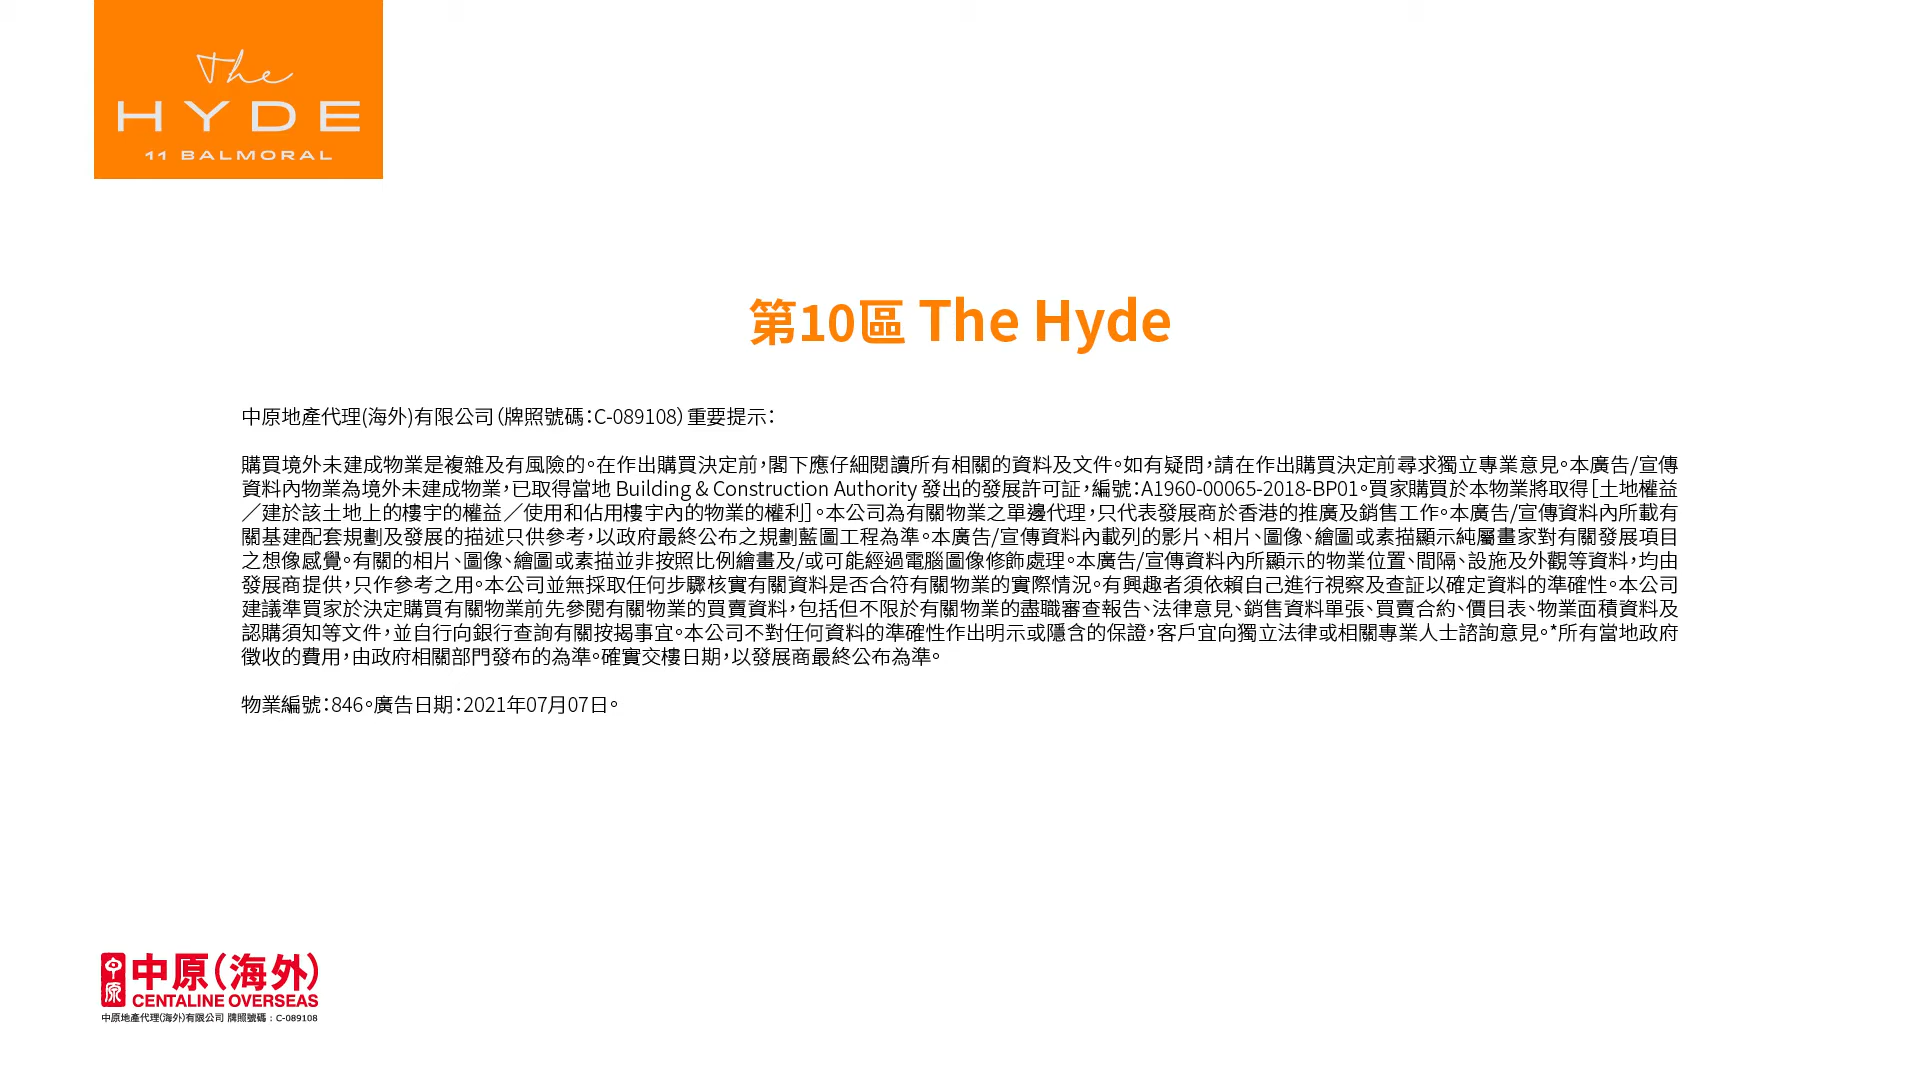 The
HYDE
11 BALMORAL
第10區 The Hyde
中原地產代理(海外)有限公司（牌照號碼：C-089108）重要提示：
購買境外未建成物業是複雜及有風險的。在作出購買決定前，閣下應仔細閱讀所有相關的資料及文件。如有疑問，請在作出購買決定前尋求獨立專業意見。本廣告/宣傳
資料內物業為境外未建成物業，已取得當地 Building & Construction Authority 發出的發展許可証，編號：A1960-00065-2018-BP01。買家購買於本物業將取得［土地權益
／建於該土地上的樓宇的權益／使用和佔用樓宇內的物業的權利］。本公司為有關物業之單邊代理，只代表發展商於香港的推廣及銷售工作。本廣告/宣傳資料內所載有
關基建配套規劃及發展的描述只供參考，以政府最終公布之規劃藍圖工程為準。本廣告/宣傳資料內載列的影片、相片、圖像、繪圖或素描顯示純屬畫家對有關發展項目
之想像感覺。有關的相片、圖像、繪圖或素描並非按照比例繪畫及/或可能經過電腦圖像修飾處理。本廣告/宣傳資料內所顯示的物業位置、間隔、設施及外觀等資料，均由
發展商提供，只作參考之用。本公司並無採取任何步驟核實有關資料是否合符有關物業的實際情況。有興趣者須依賴自己進行視察及查証以確定資料的準確性。本公司
建議準買家於決定購買有關物業前先參閱有關物業的買賣資料，包括但不限於有關物業的盡職審查報告、法律意見、銷售資料單張、買賣合約、價目表、物業面積資料及
認購須知等文件，並自行向銀行查詢有關按揭事宜。本公司不對任何資料的準確性作出明示或隱含的保證，客戶宜向獨立法律或相關專業人士諮詢意見。*所有當地政府
徵收的費用，由政府相關部門發布的為準。確實交樓日期，以發展商最終公布為準。
物業編號：846。廣告日期：2021年07月07日。
中原
中原（海外）
CENTALINE OVERSEAS
中原地產代理(海外)有限公司 牌照號碼：C-089108